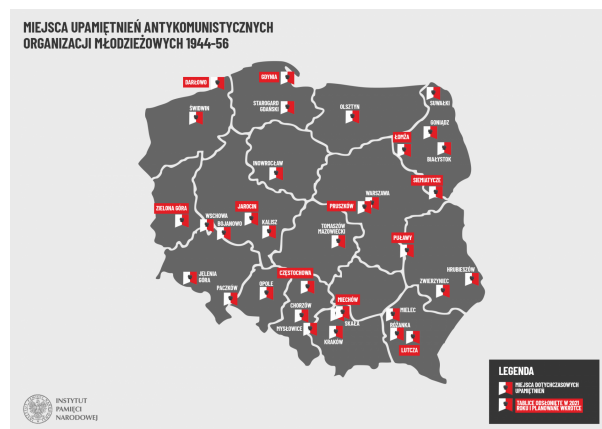 MIEJSCA UPAMIĘTNIEŃ ANTYKOMUNISTYCZNYCH
ORGANIZACJI MŁODZIEŻOWYCH 1944-56
DARŁOWO
GDYNIA
ŚWIDWIN
STAROGARD
GDAŃSKI
OLSZTYN
SUWAŁKI
GONIĄDZ
ŁOMŻA
BIAŁYSTOK
INOWROCŁAW
SIEMIATYCZE
WARSZAWA
PRUSZKÓW
ZIELONA GÓRA
WSCHOWA
BOJANOWO
JAROCIN
KALISZ
TOMASZÓW
MAZOWIECKI
PUŁAWY
HRUBIESZÓW
ZWIERZYNIEC
JELENIA
GÓRA
PACZKÓW
OPOLE
CZĘSTOCHOWA
CHORZÓW
MYSŁOWICE
MIECHÓW
SKAŁA
KRAKÓW
MIELEC
RÓŻANKA
LUTCZA
LEGENDA
MIEJSCA DOTYCHCZASOWYCH
UPAMIĘTNIEŃ
TABLICE ODSŁONIĘTE W 2021
ROKU I PLANOWANE WKRÓTCE
INSTYTUT
PAMIĘCI
NARODOWEJ